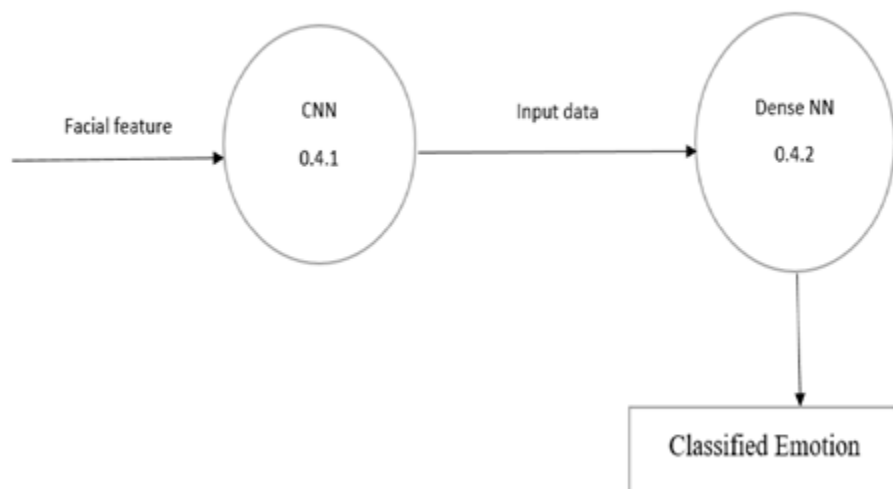 Facial feature
CNN
0.4.1
Input data
Dense NN
0.4.2
Classified Emotion